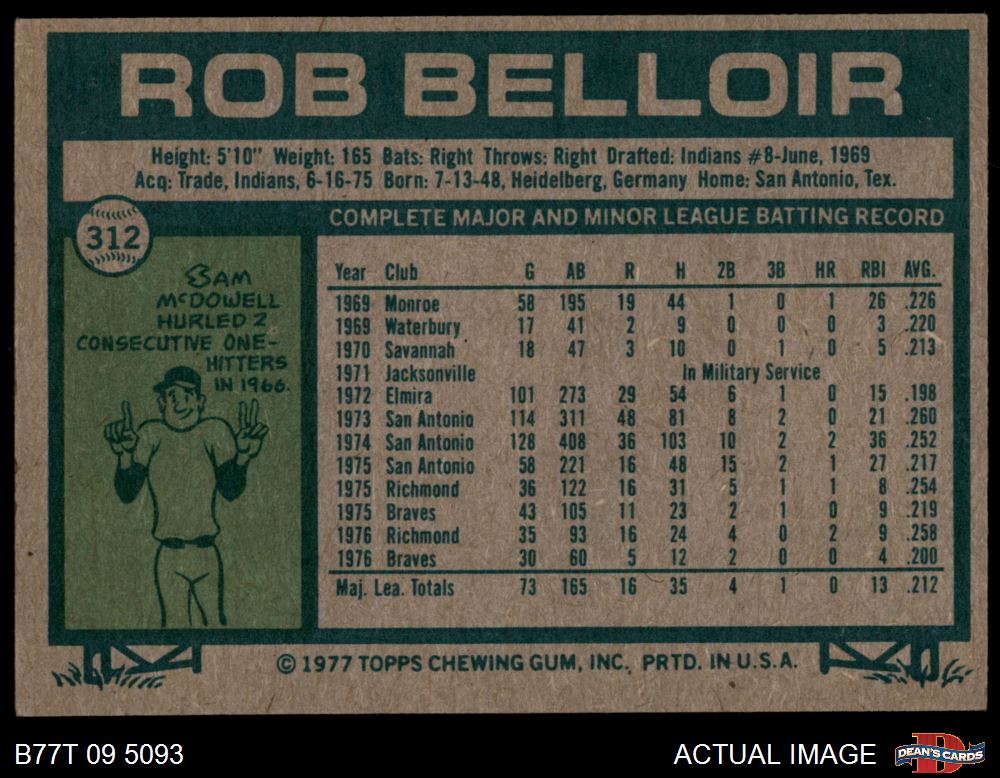 ROB BELLOIR
Height: 5'10" Weight: 165 Bats: Right Throws: Right Drafted: Indians #8-June, 1969
Acq: Trade, Indians, 6-16-75 Born: 7-13-48, Heidelberg, Germany Home: San Antonio, Tex.
312
SAM
McDOWELL
HURLED 2
CONSECUTIVE ONE-
HITTERS
IN 1966.
COMPLETE MAJOR AND MINOR LEAGUE BATTING RECORD
Year Club G AB R H 2B 3B HR RBI AVG.
1969 Monroe 58 195 19 44 1 0 1 26 .226
1969 Waterbury 17 41 2 9 0 0 0 3 .220
1970 Savannah 18 47 3 10 0 1 0 5 .213
1971 Jacksonville In Military Service
1972 Elmira 101 273 29 54 6 1 0 15 .198
1973 San Antonio 114 311 48 81 8 2 0 21 .260
1974 San Antonio 128 408 36 103 10 2 2 36 .252
1975 San Antonio 58 221 16 48 15 2 1 27 .217
1975 Richmond 36 122 16 31 5 1 1 8 .254
1975 Braves 43 105 11 23 2 1 0 9 .219
1976 Richmond 35 93 16 24 4 0 2 9 .258
1976 Braves 30 60 5 12 2 0 0 4 .200
Maj. Lea. Totals 73 165 16 35 4 1 0 13 .212
© 1977 TOPPS CHEWING GUM, INC. PRTD. IN U.S.A.
B77T 09 5093
ACTUAL IMAGE
DEAN'S CARDS